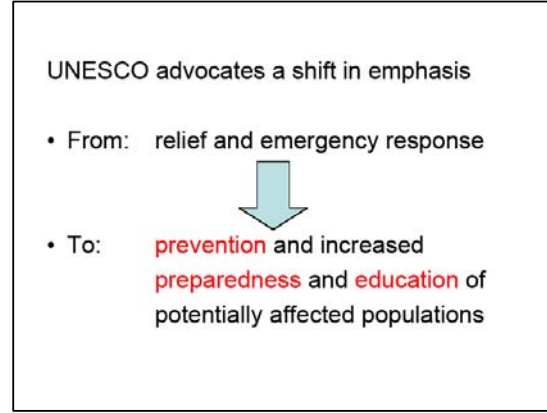 UNESCO advocates a shift in emphasis
• From: relief and emergency response
• To: prevention and increased
preparedness and education of
potentially affected populations